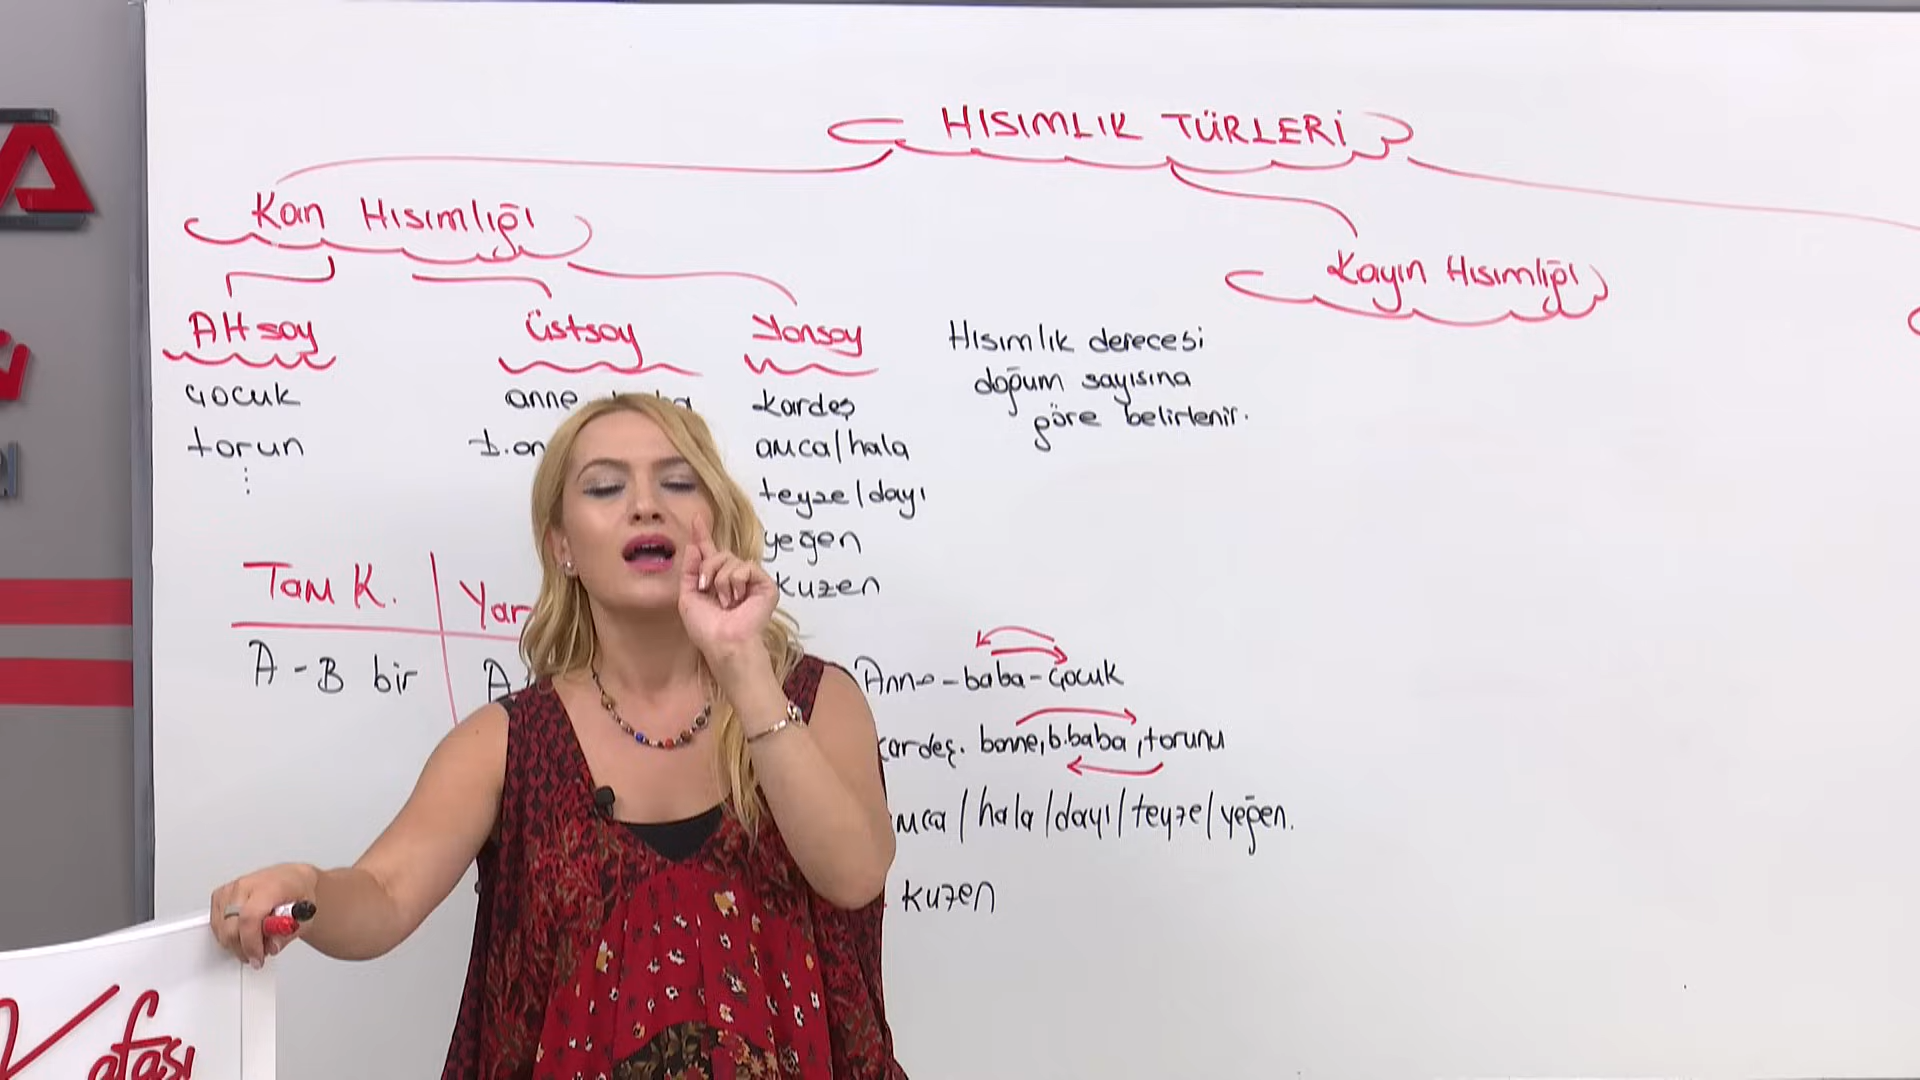 HISIMLIK TÜRLERİ
Kan Hısımlığı
Kayın Hısımlığı
Altsoy
üstsoy
Yansoy
çocuk
torun
anne
kardeş
amca/hala
teyze/dayı
yeğen
kuzen
Hısımlık derecesi
doğum sayısına
göre belirlenir.
Tam K.
A-B bir
Anne-baba-çocuk
kardeş. b.anne, b.baba, torunu
amca/hala/dayı/teyze/yeğen.
kuzen
Kafası